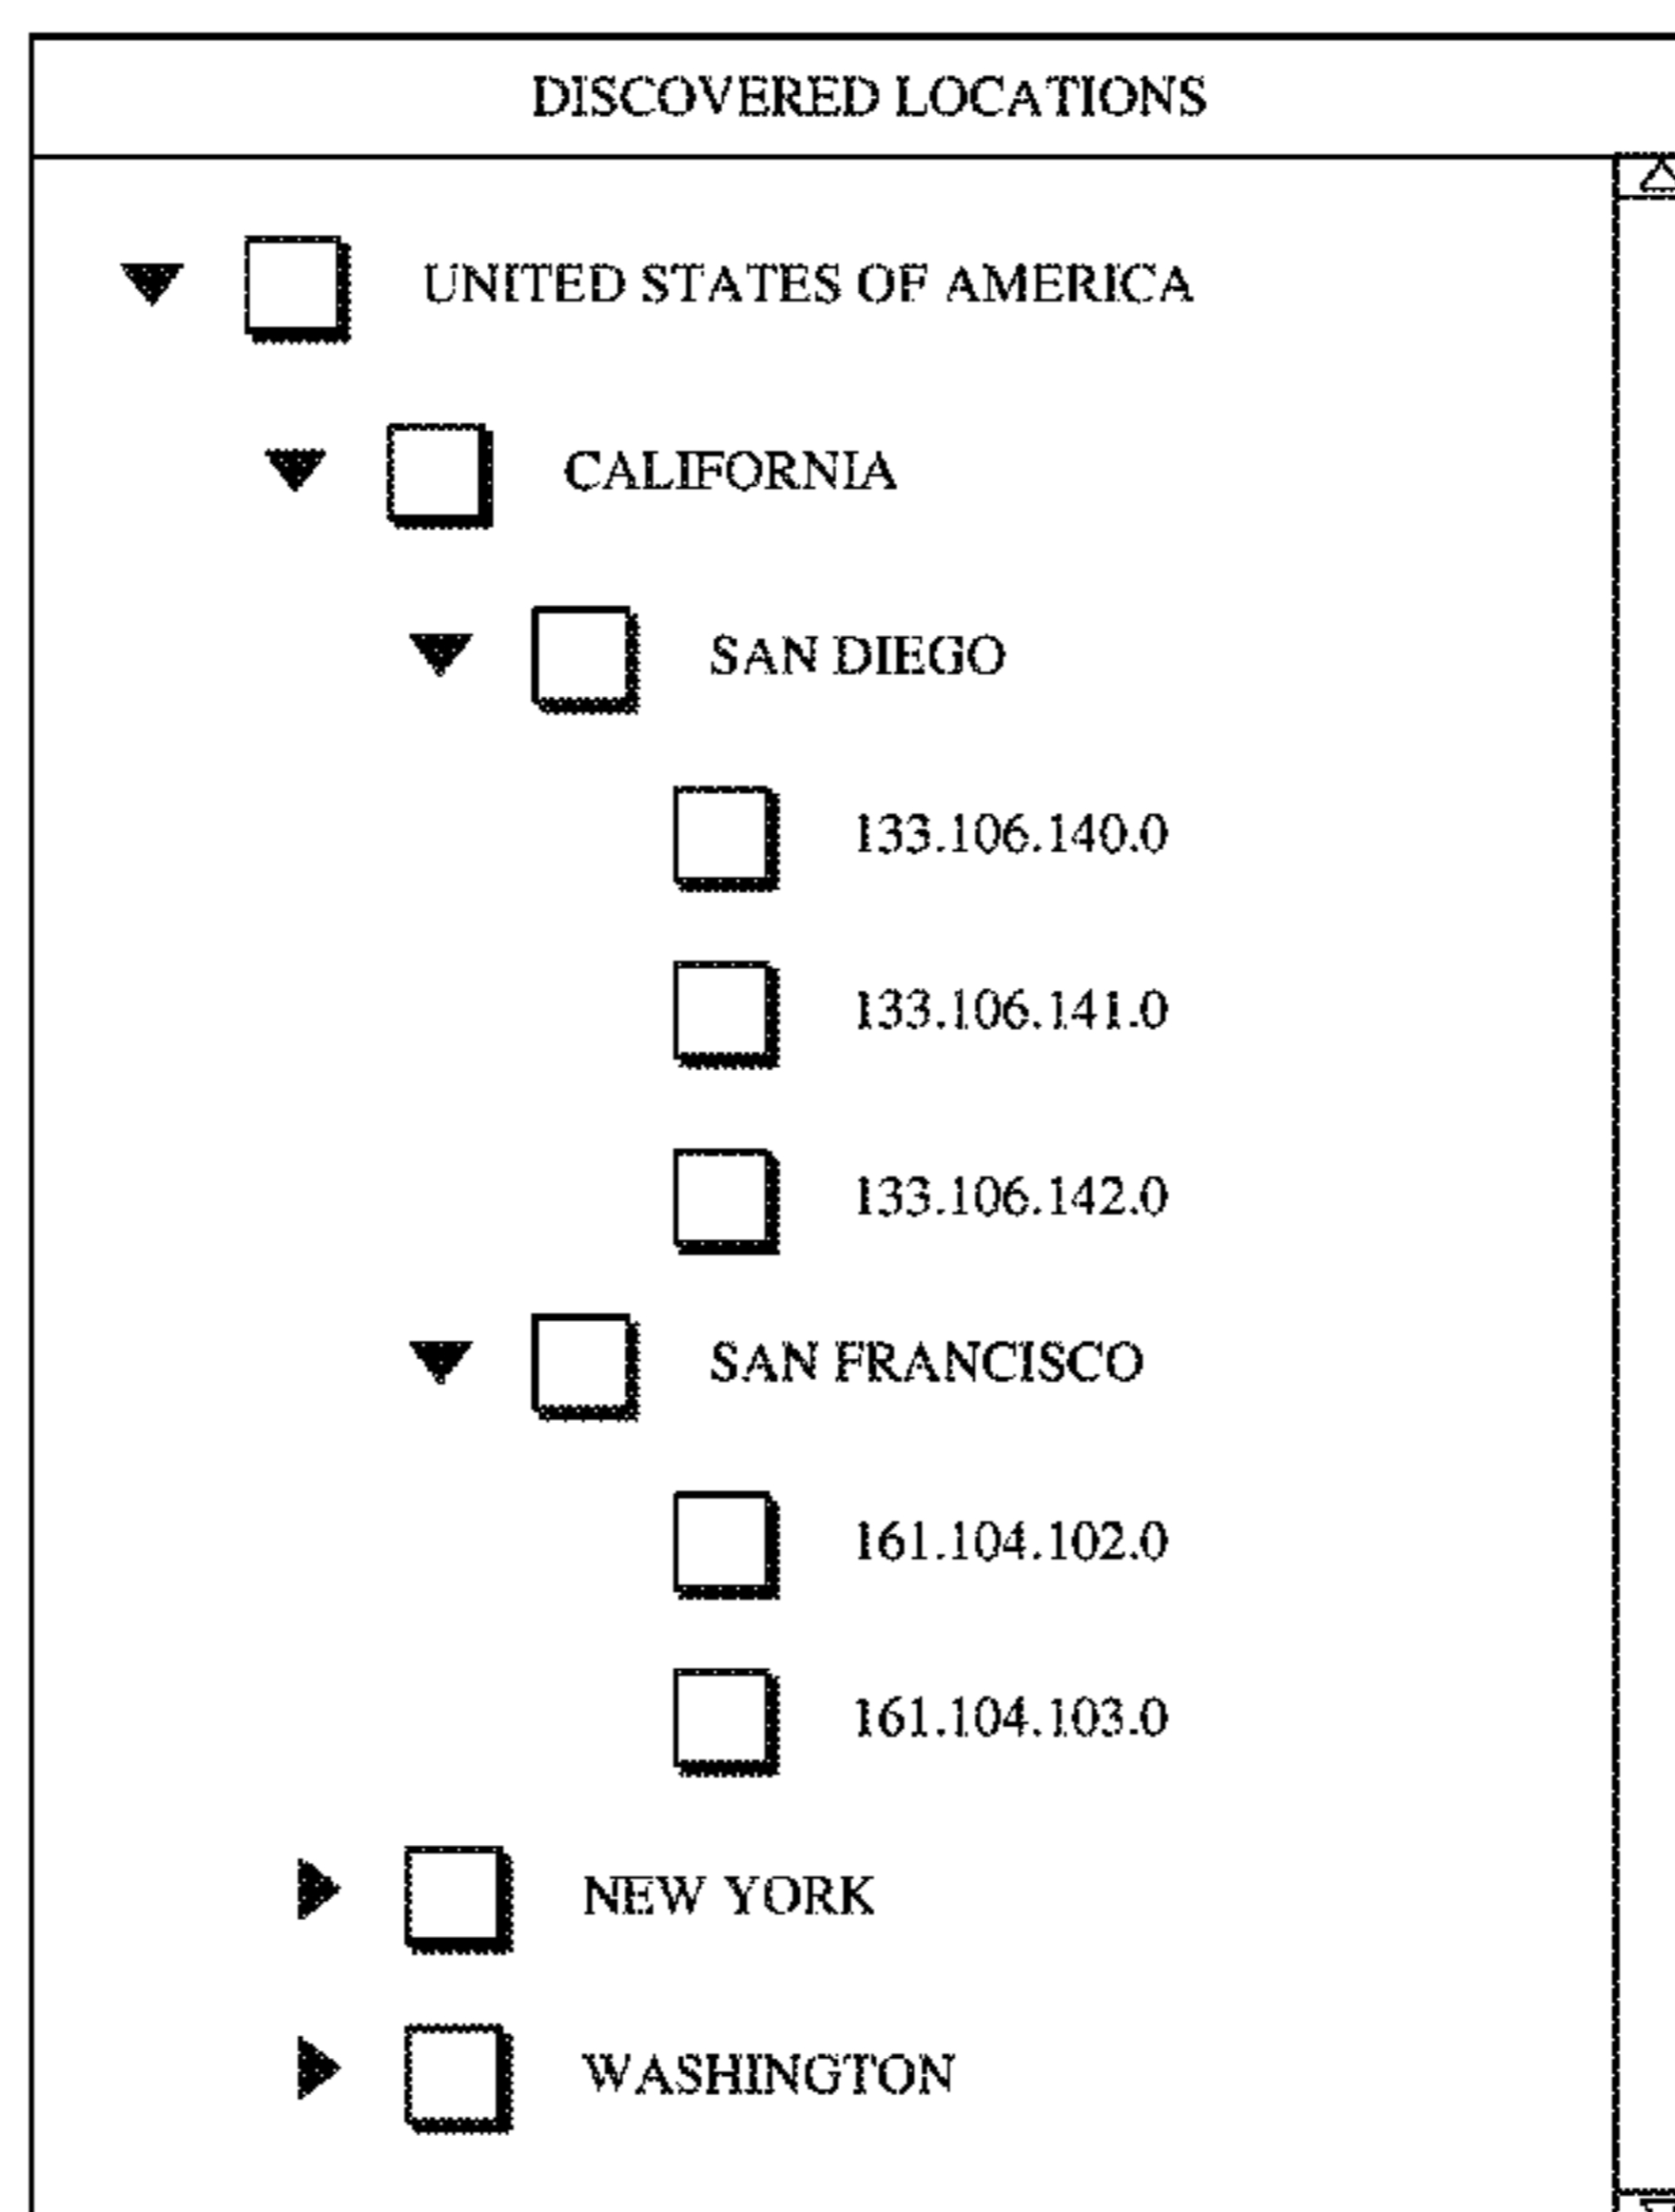 DISCOVERED LOCATIONS
UNITED STATES OF AMERICA
CALIFORNIA
SAN DIEGO
133.106.140.0
133.106.141.0
133.106.142.0
SAN FRANCISCO
161.104.102.0
161.104.103.0
NEW YORK
WASHINGTON